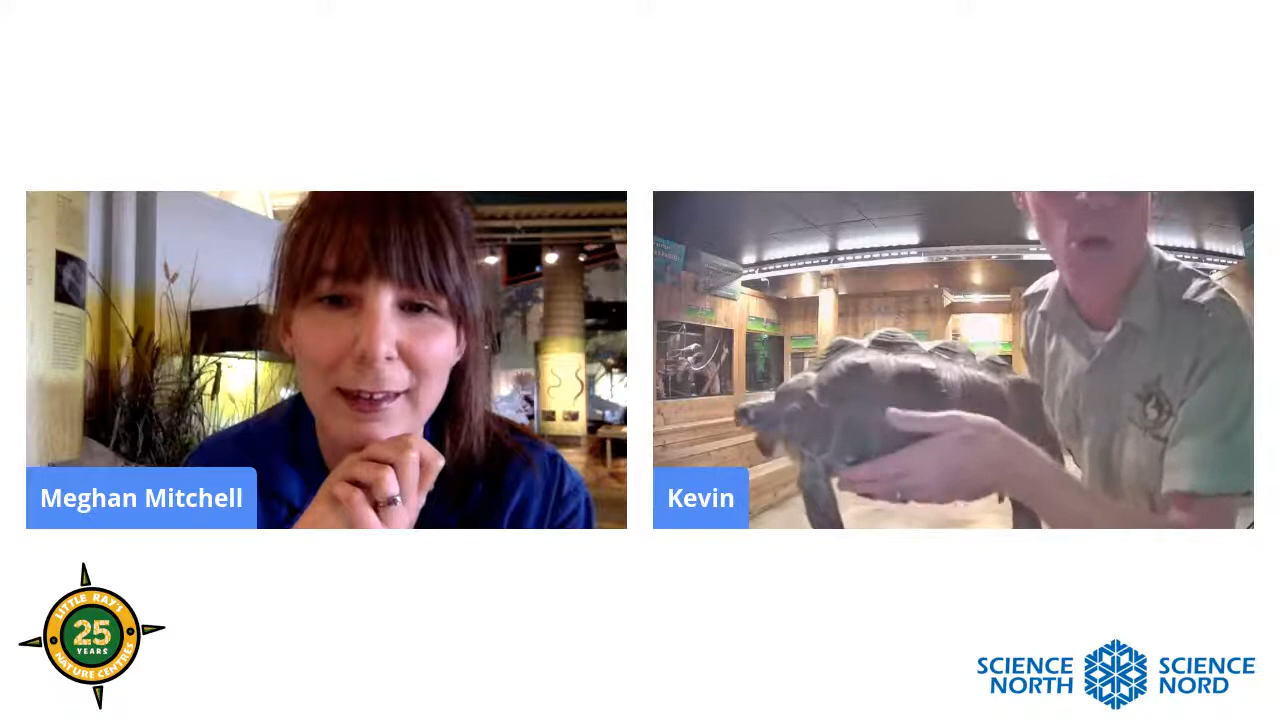 Meghan Mitchell
Kevin
LITTLE RAY'S
25
YEARS
NATURE CENTRES
SCIENCE
NORTH
SCIENCE
NORD